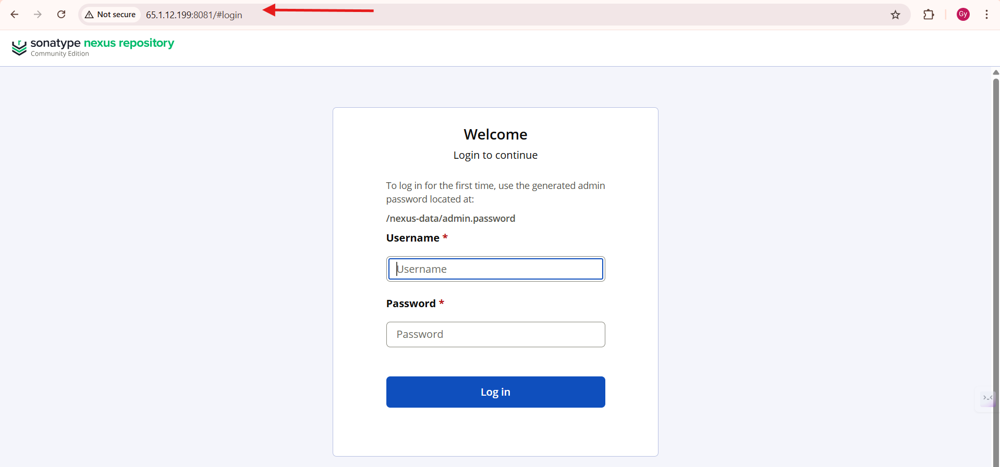 Not secure
65.1.12.199:8081/#login
Gy
sonatype nexus repository
Community Edition
Welcome
Login to continue
To log in for the first time, use the generated admin
password located at:
/nexus-data/admin.password
Username *
Username
Password *
Password
Log in